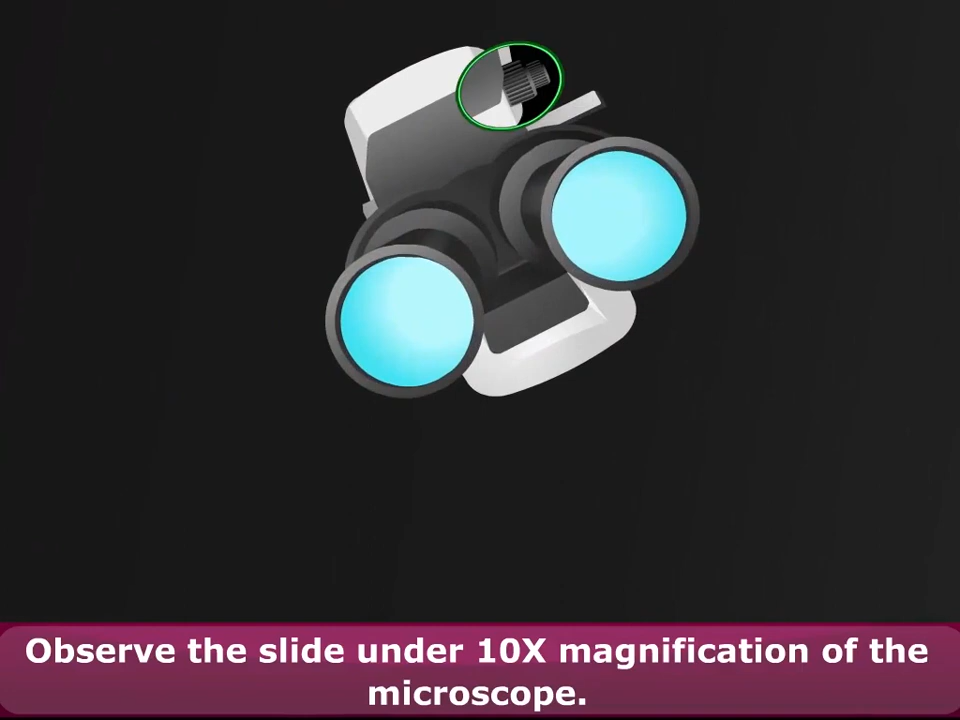 Observe the slide under 10X magnification of the
microscope.